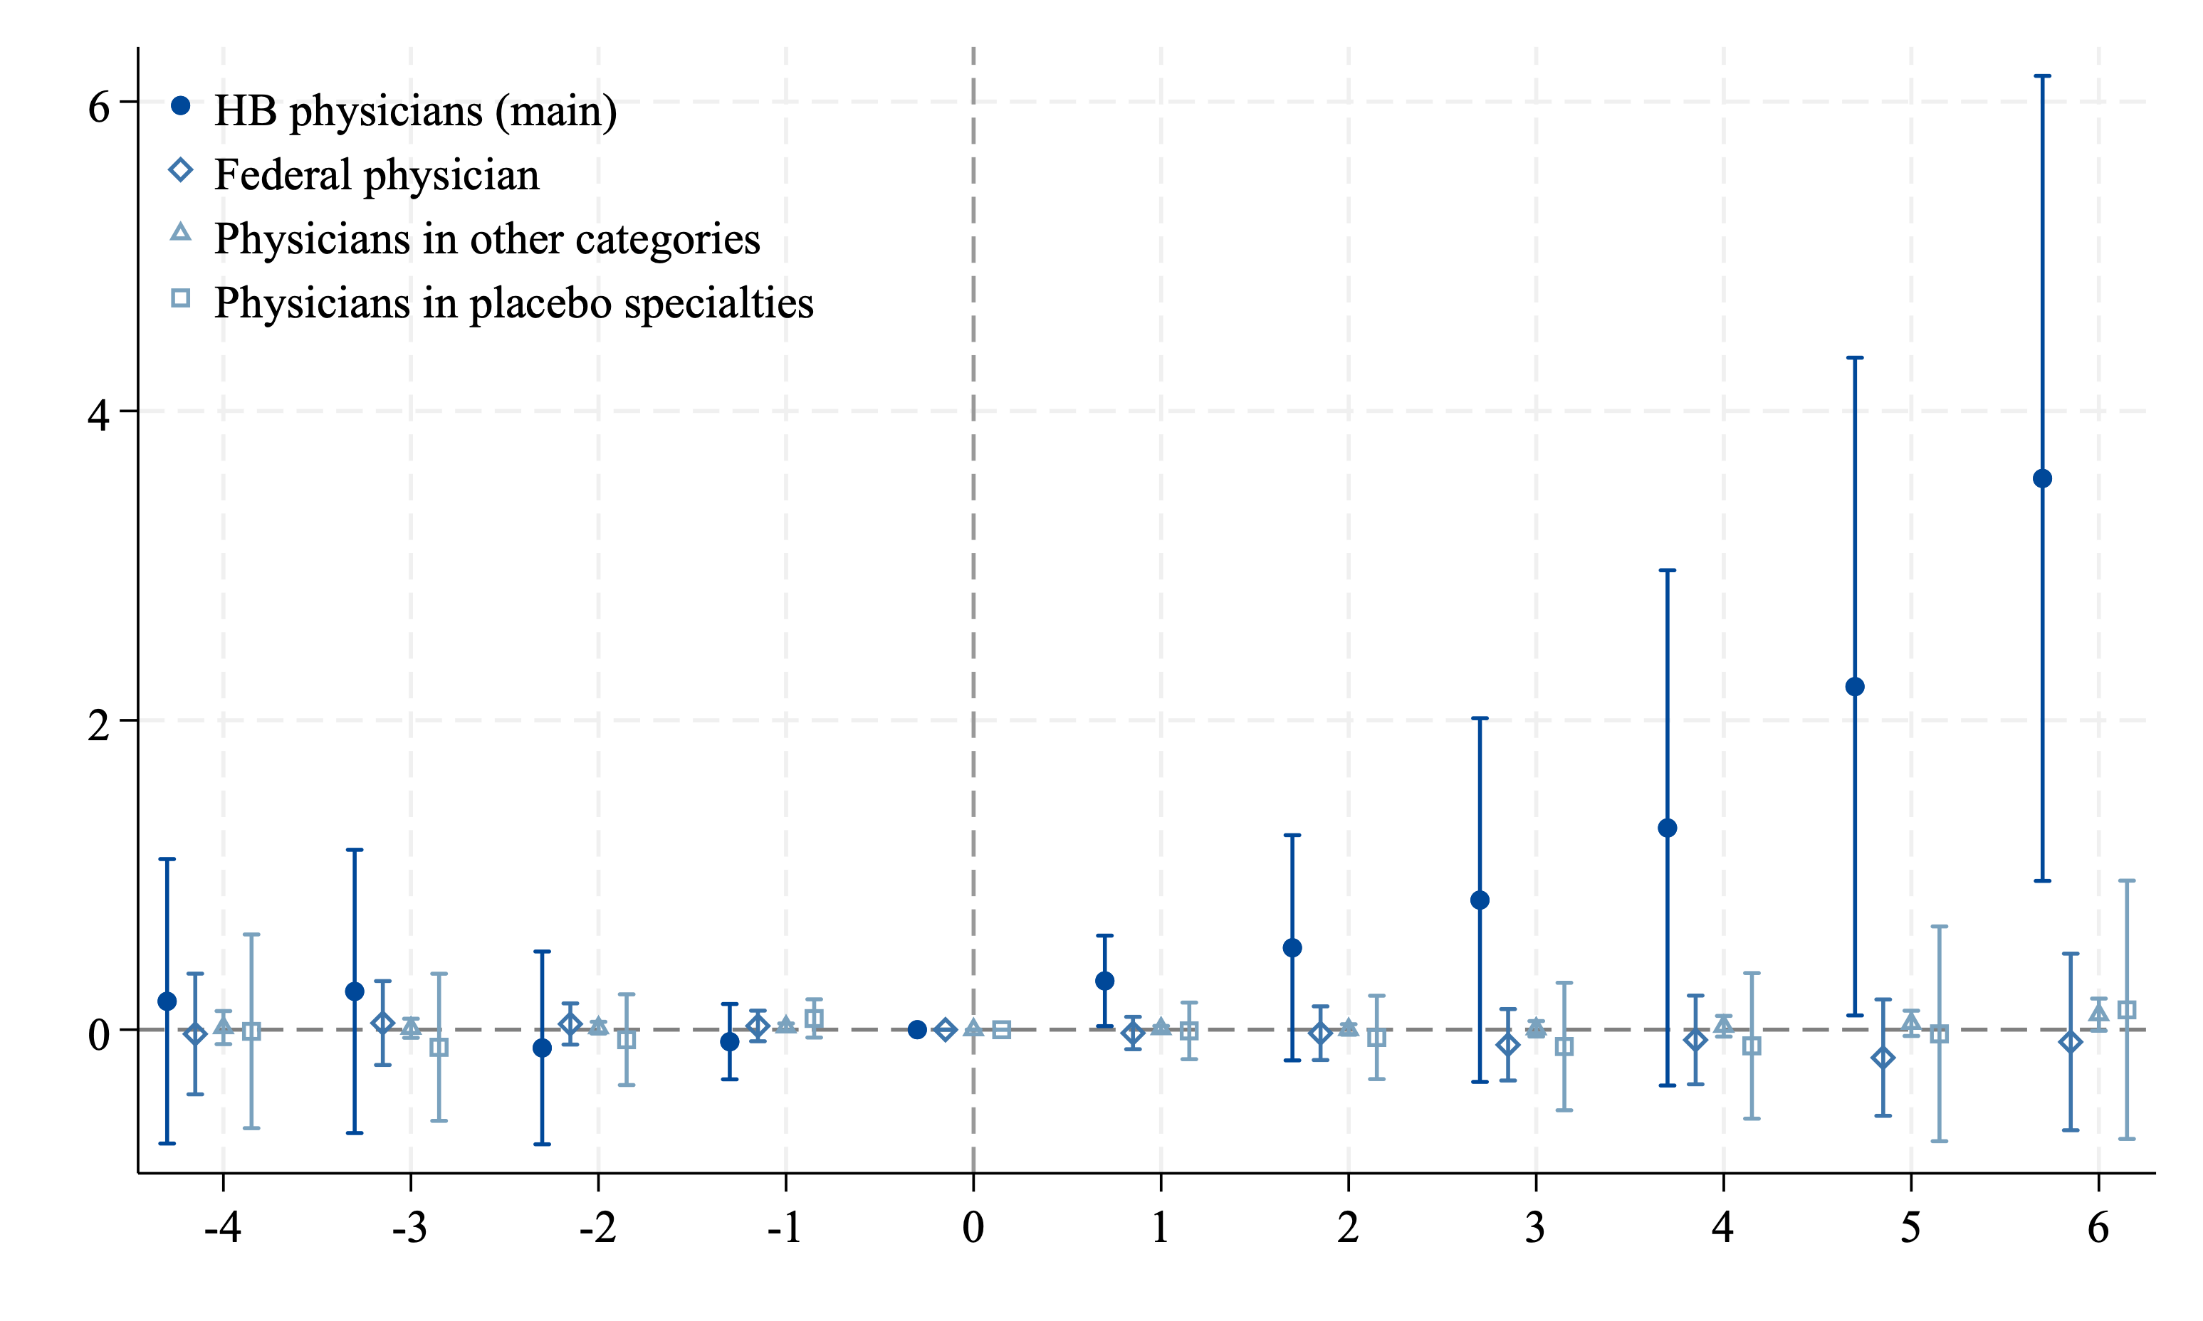 6
HB physicians (main)
Federal physician
Physicians in other categories
Physicians in placebo specialties
4
2
0
-4 -3 -2 -1 0 1 2 3 4 5 6